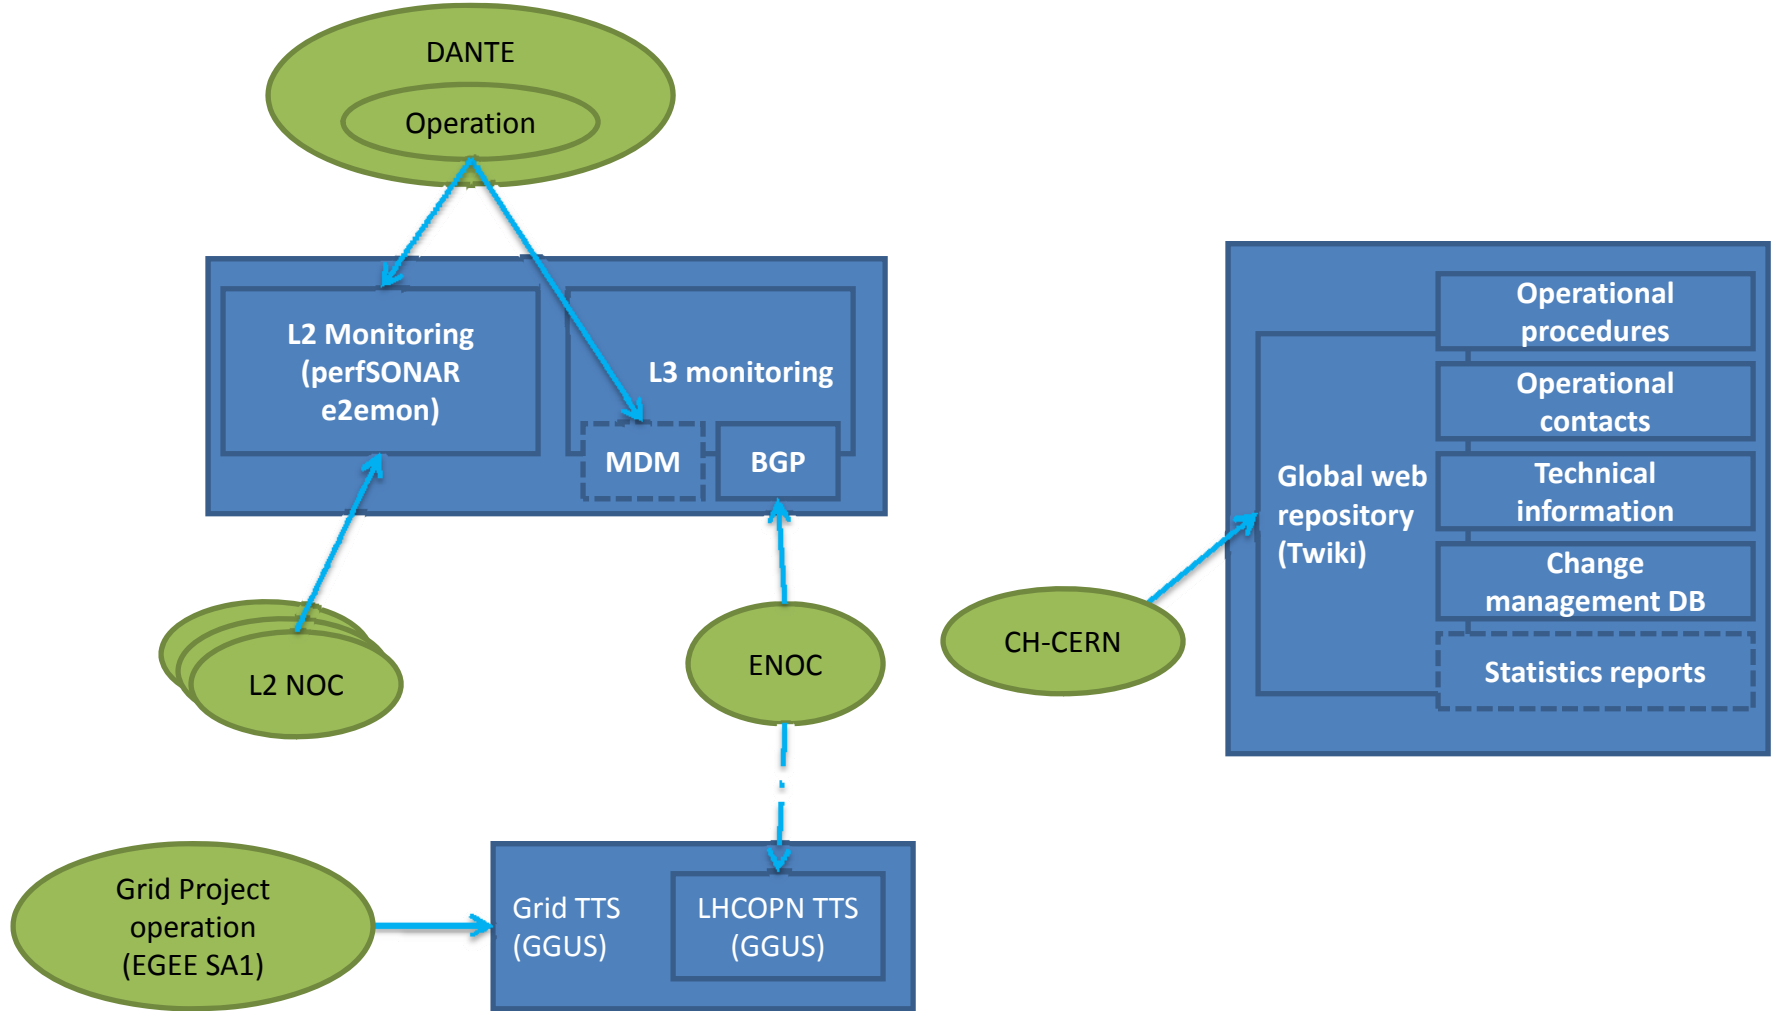 DANTE
Operation
L2 Monitoring
(perfSONAR
e2emon)
L3 monitoring
MDM
BGP
L2 NOC
ENOC
CH-CERN
Global web
repository
(Twiki)
Operational
procedures
Operational
contacts
Technical
information
Change
management DB
Statistics reports
Grid Project
operation
(EGEE SA1)
Grid TTS
(GGUS)
LHCOPN TTS
(GGUS)